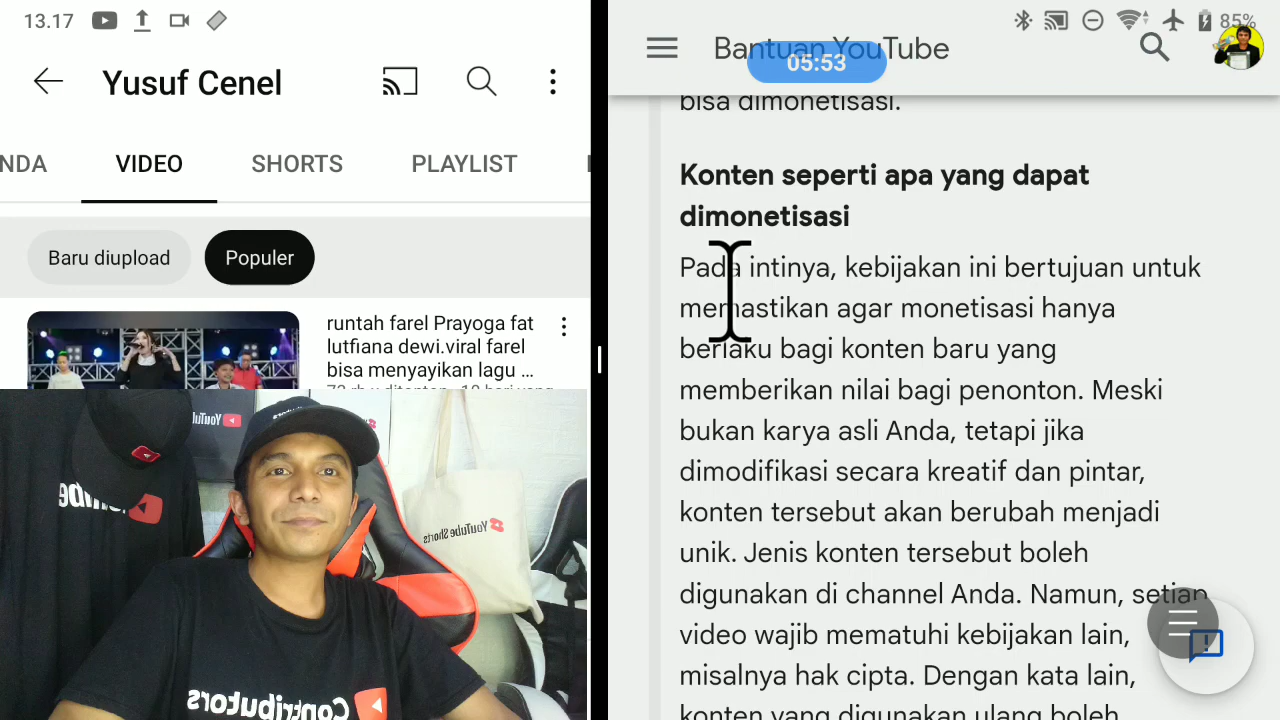 13.17
85%
Yusuf Cenel
NDA
VIDEO
SHORTS
PLAYLIST
Baru diupload
Populer
runtah farel Prayoga fat
lutfiana dewi.viral farel
bisa menyayikan lagu ...
YouTube
YouTube Shorts
Contributors
Bantuan YouTube
05:53
bisa dimonetisasi.
Konten seperti apa yang dapat
dimonetisasi
Pada intinya, kebijakan ini bertujuan untuk
memastikan agar monetisasi hanya
berlaku bagi konten baru yang
memberikan nilai bagi penonton. Meski
bukan karya asli Anda, tetapi jika
dimodifikasi secara kreatif dan pintar,
konten tersebut akan berubah menjadi
unik. Jenis konten tersebut boleh
digunakan di channel Anda. Namun, setiap
video wajib mematuhi kebijakan lain,
misalnya hak cipta. Dengan kata lain,
konten yang digunakan ulang boleh